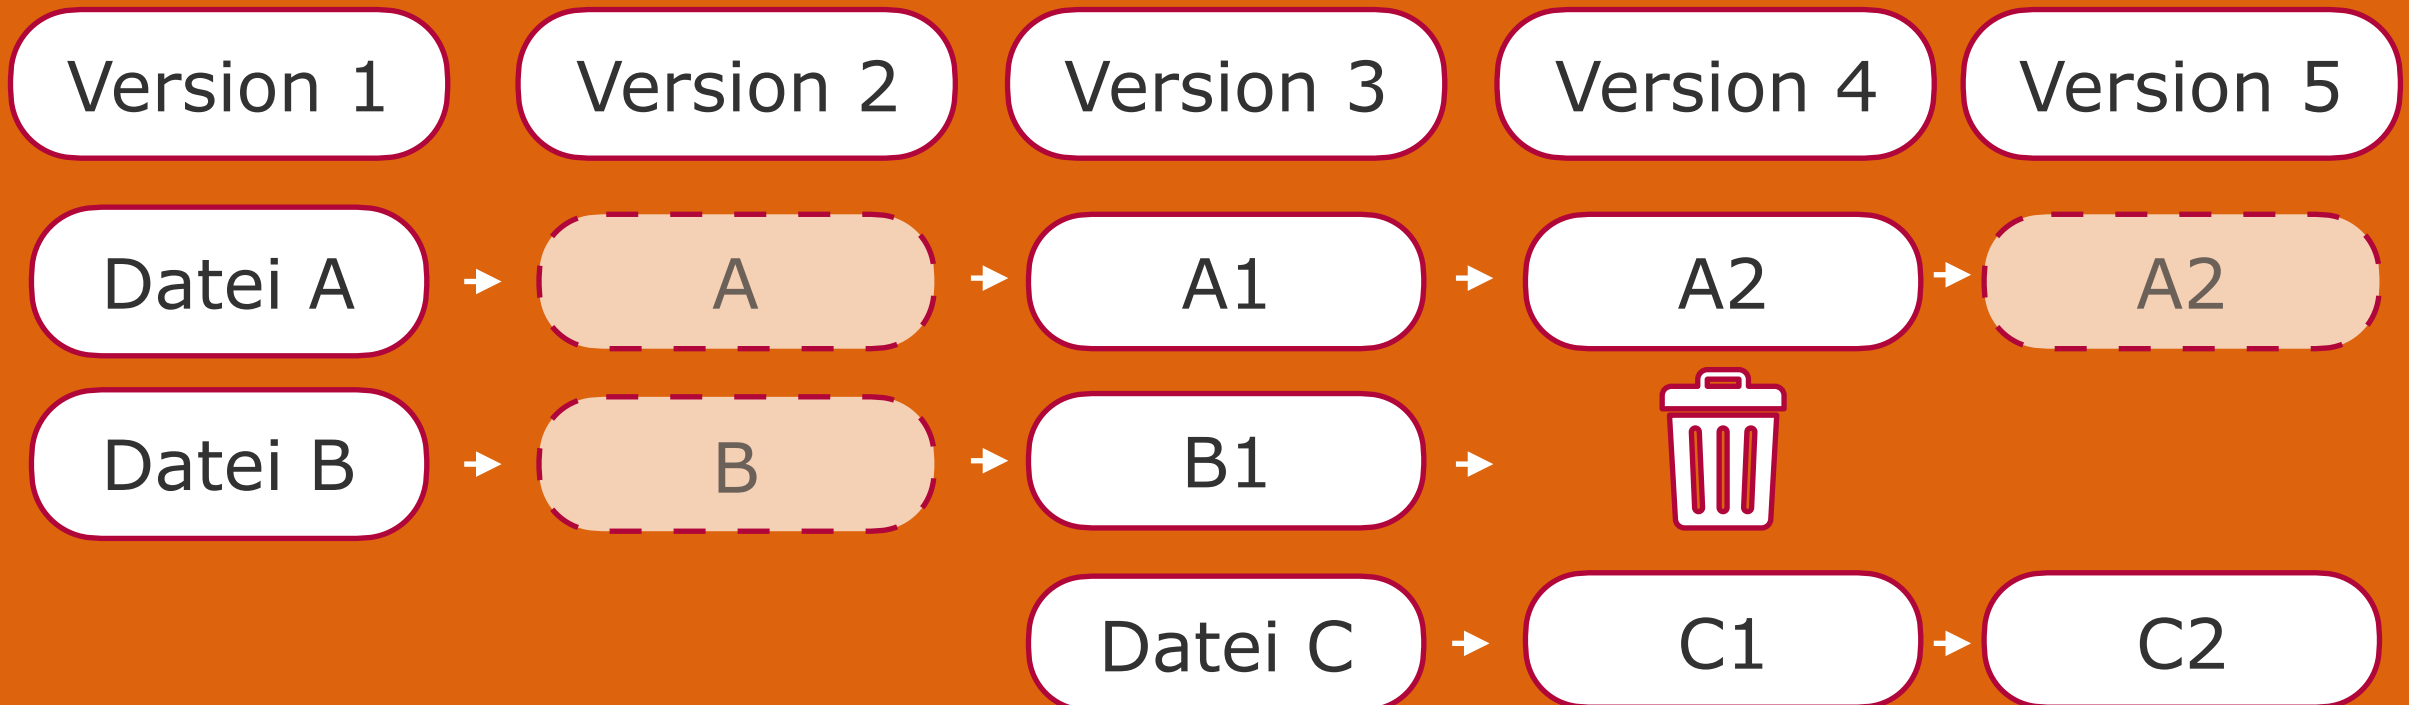 Version 1 Version 2 Version 3 Version 4 Version 5
Datei A A A1 A2 A2
Datei B B B1
Datei C C1 C2